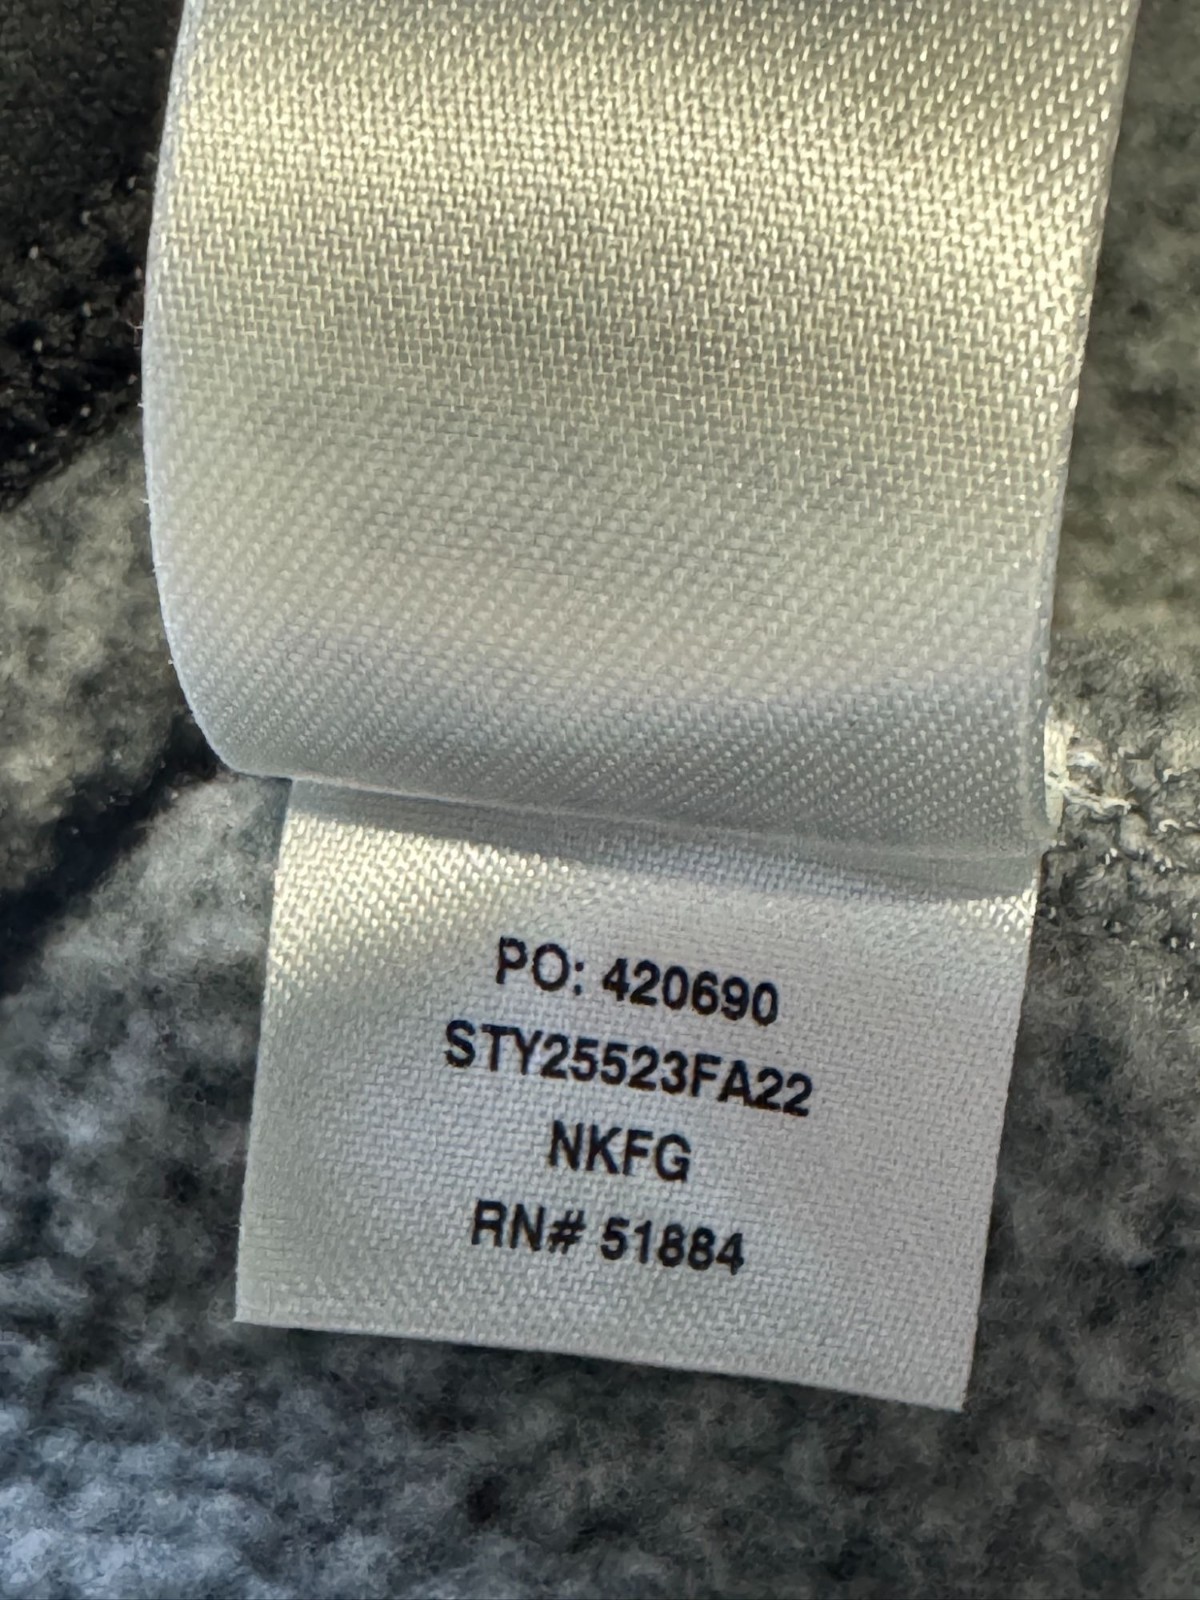 PO: 420690
STY25523FA22
NKFG
RN# 51884